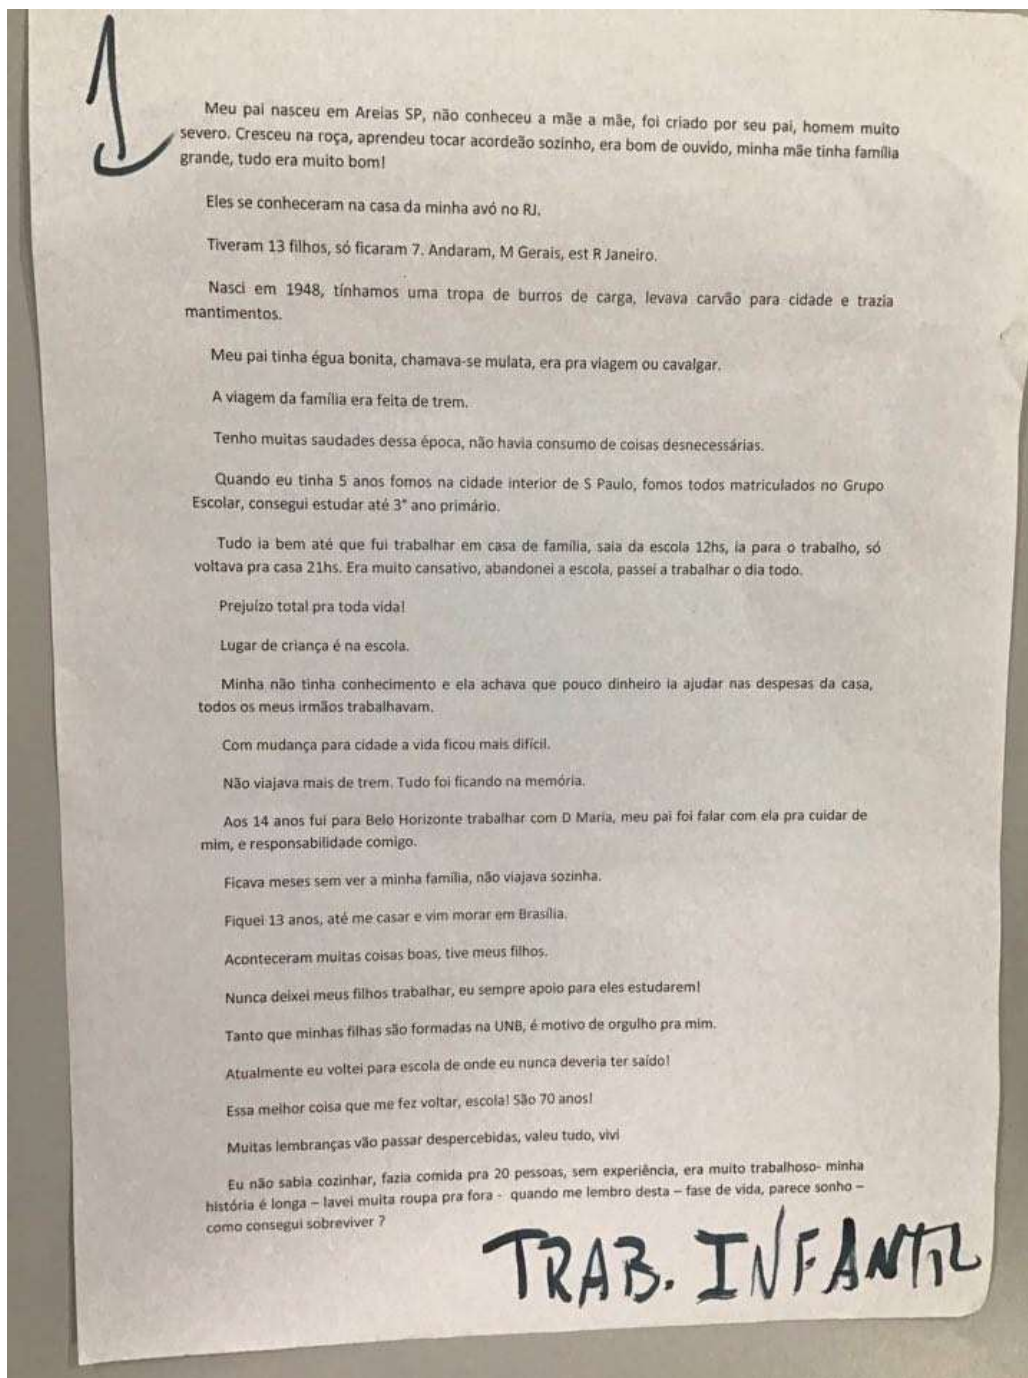 1
Meu pai nasceu em Areias SP, não conheceu a mãe a mãe, foi criado por seu pai, homem muito
severo. Cresceu na roça, aprendeu tocar acordeão sozinho, era bom de ouvido, minha mãe tinha família
grande, tudo era muito bom!
Eles se conheceram na casa da minha avó no RJ.
Tiveram 13 filhos, só ficaram 7. Andaram, M Gerais, est R Janeiro.
Nasci em 1948, tínhamos uma tropa de burros de carga, levava carvão para cidade e trazia
mantimentos.
Meu pai tinha égua bonita, chamava-se mulata, era pra viagem ou cavalgar.
A viagem da família era feita de trem.
Tenho muitas saudades dessa época, não havia consumo de coisas desnecessárias.
Quando eu tinha 5 anos fomos na cidade interior de S Paulo, fomos todos matriculados no Grupo
Escolar, consegui estudar até 3° ano primário.
Tudo ia bem até que fui trabalhar em casa de família, saia da escola 12hs, ia para o trabalho, só
voltava pra casa 21hs. Era muito cansativo, abandonei a escola, passei a trabalhar o dia todo.
Prejuízo total pra toda vida!
Lugar de criança é na escola.
Minha não tinha conhecimento e ela achava que pouco dinheiro ia ajudar nas despesas da casa,
todos os meus irmãos trabalhavam.
Com mudança para cidade a vida ficou mais difícil.
Não viajava mais de trem. Tudo foi ficando na memória.
Aos 14 anos fui para Belo Horizonte trabalhar com D Maria, meu pai foi falar com ela pra cuidar de
mim, e responsabilidade comigo.
Ficava meses sem ver a minha família, não viajava sozinha.
Fiquei 13 anos, até me casar e vim morar em Brasília.
Aconteceram muitas coisas boas, tive meus filhos.
Nunca deixei meus filhos trabalhar, eu sempre apoio para eles estudarem!
Tanto que minhas filhas são formadas na UNB, é motivo de orgulho pra mim.
Atualmente eu voltei para escola de onde eu nunca deveria ter saído!
Essa melhor coisa que me fez voltar, escola! São 70 anos!
Muitas lembranças vão passar despercebidas, valeu tudo, vivi
Eu não sabia cozinhar, fazia comida pra 20 pessoas, sem experiência, era muito trabalhoso- minha
história é longa – lavei muita roupa pra fora - quando me lembro desta – fase de vida, parece sonho –
como consegui sobreviver ?
TRAB. INFANTIL